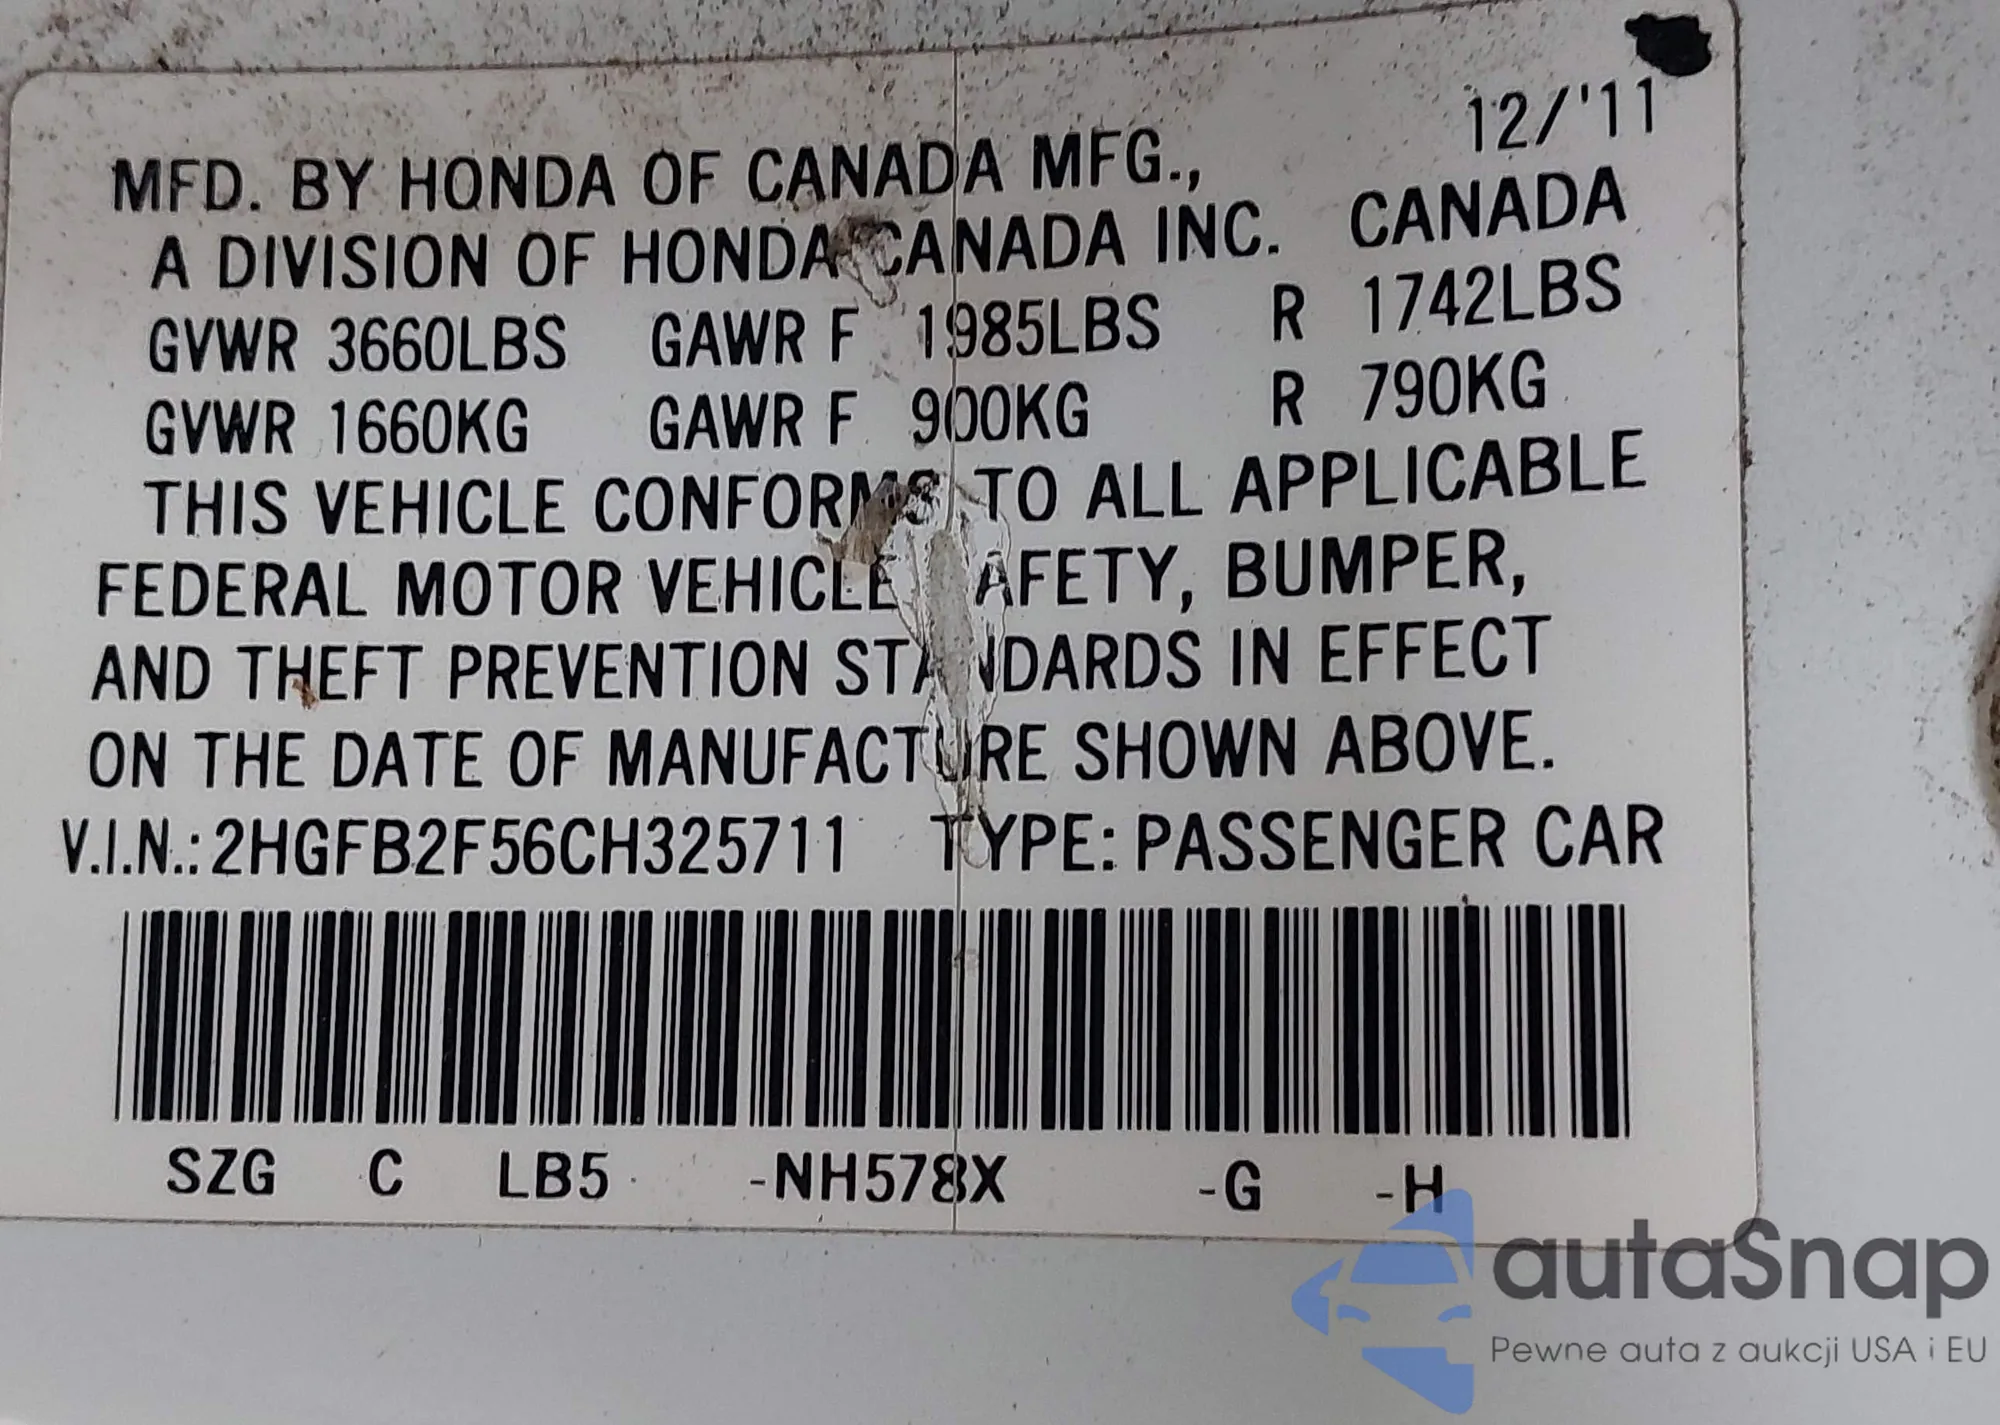 12/'11
MFD. BY HONDA OF CANADA MFG.,
A DIVISION OF HONDA CANADA INC. CANADA
GVWR 3660LBS GAWR F 1985LBS R 1742LBS
GVWR 1660KG GAWR F 900KG R 790KG
THIS VEHICLE CONFORMS TO ALL APPLICABLE
FEDERAL MOTOR VEHICLE AFETY, BUMPER,
AND THEFT PREVENTION STANDARDS IN EFFECT
ON THE DATE OF MANUFACTURE SHOWN ABOVE.
V.I.N.: 2HGFB2F56CH325711 TYPE: PASSENGER CAR
SZG C LB5 -NH578X -G -H
autaSnap
Pewne auta z aukcji USA i EU